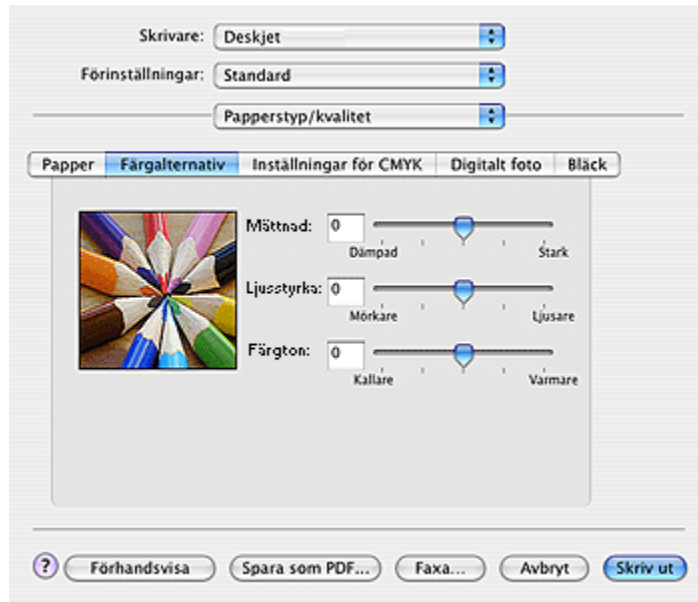 Skrivare: Deskjet
Förinställningar: Standard
Papperstyp/kvalitet
Papper Färgalternativ Inställningar för CMYK Digitalt foto Bläck
Mättnad: 0
Dämpad Stark
Ljusstyrka: 0
Mörkare Ljusare
Färgton: 0
Kallare Varmare
? Förhandsvisa Spara som PDF... Faxa... Avbryt Skriv ut